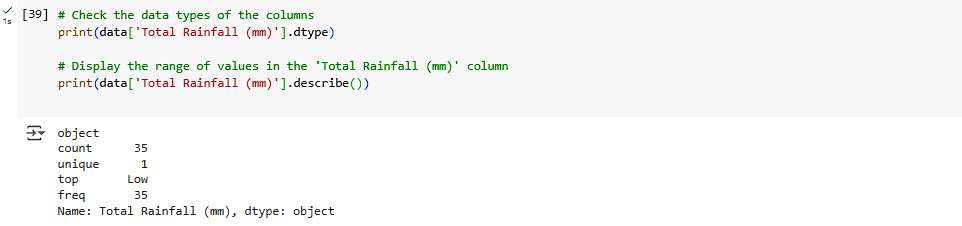 [39] # Check the data types of the columns
print(data['Total Rainfall (mm)'].dtype)
# Display the range of values in the 'Total Rainfall (mm)' column
print(data['Total Rainfall (mm)'].describe())
1s
object
count 35
unique 1
top Low
freq 35
Name: Total Rainfall (mm), dtype: object